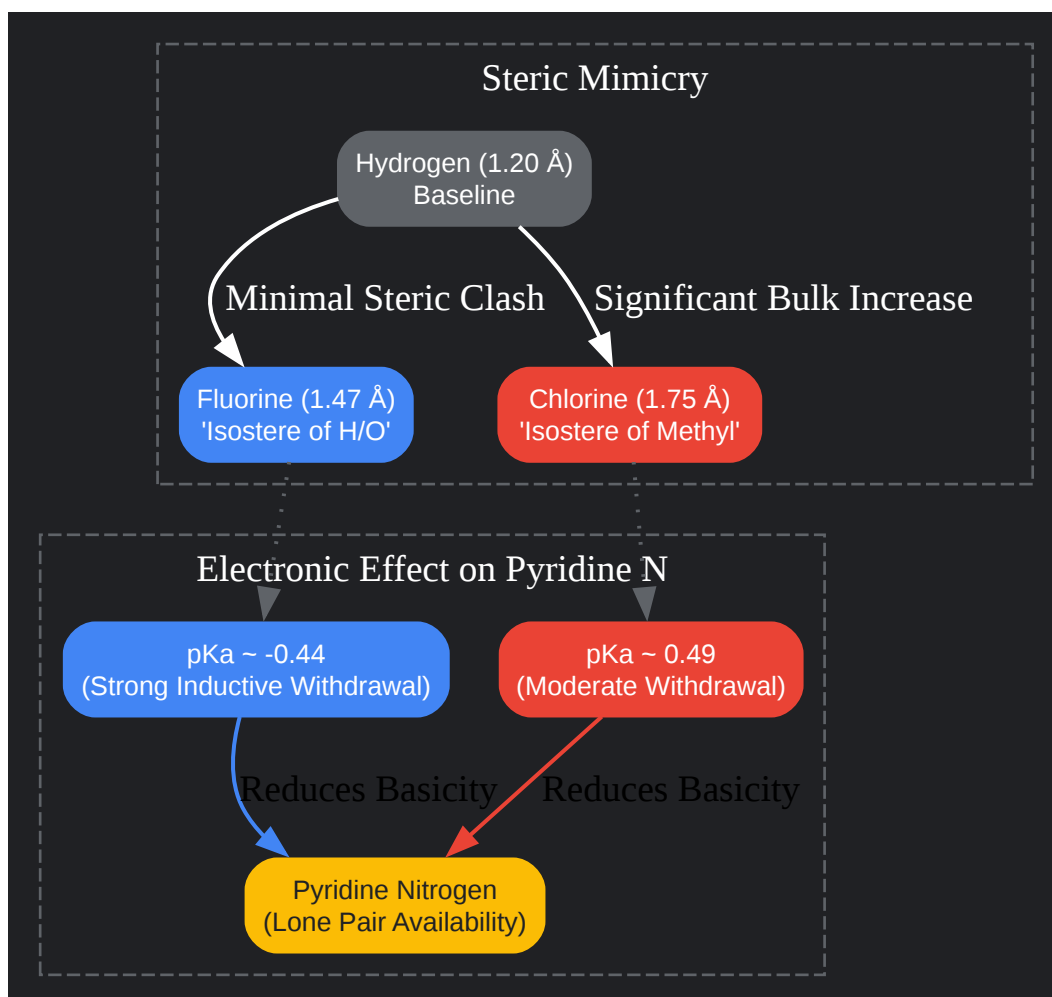 Steric Mimicry
Hydrogen (1.20 Å)
Baseline
Minimal Steric Clash
Significant Bulk Increase
Fluorine (1.47 Å)
'Isostere of H/O'
Chlorine (1.75 Å)
'Isostere of Methyl'
Electronic Effect on Pyridine N
pKa ~ -0.44
(Strong Inductive Withdrawal)
pKa ~ 0.49
(Moderate Withdrawal)
Reduces Basicity
Reduces Basicity
Pyridine Nitrogen
(Lone Pair Availability)